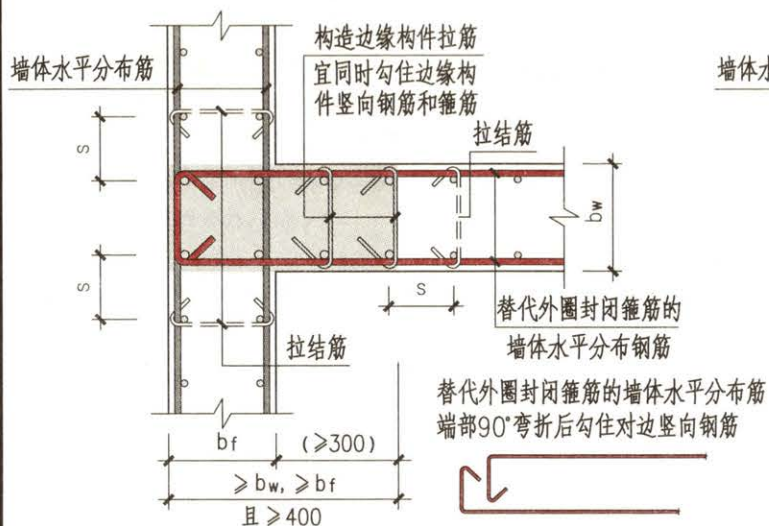 构造边缘构件拉筋
宜同时勾住边缘构
件竖向钢筋和箍筋
墙体水平分布筋
墙体水
拉结筋
s
bw
s
s
替代外圈封闭箍筋的
墙体水平分布钢筋
拉结筋
替代外圈封闭箍筋的墙体水平分布筋
端部90°弯折后勾住对边竖向钢筋
bf
(≥300)
≥bw, ≥bf
且≥400